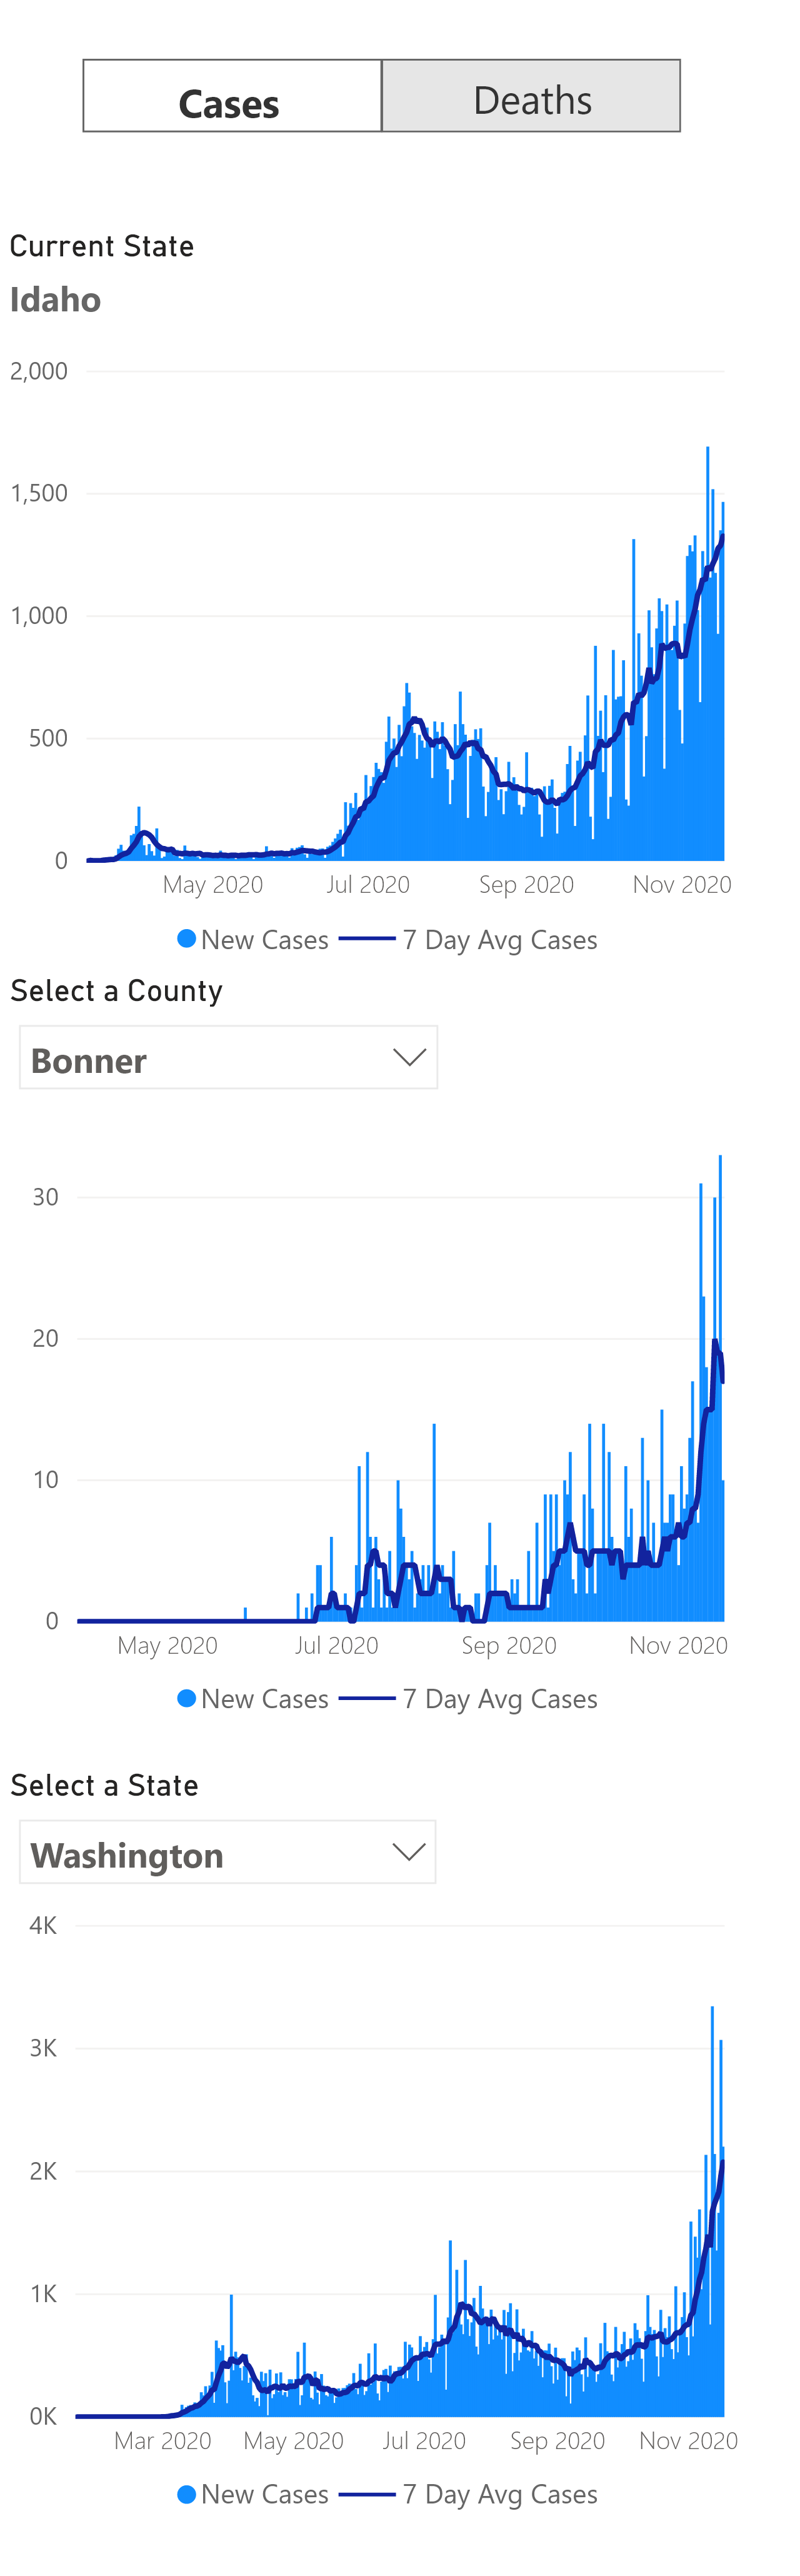 Cases Deaths
Current State
Idaho
2,000
1,500
1,000
500
0
May 2020 Jul 2020 Sep 2020 Nov 2020
New Cases 7 Day Avg Cases
Select a County
Bonner
30
20
10
0
May 2020 Jul 2020 Sep 2020 Nov 2020
New Cases 7 Day Avg Cases
Select a State
Washington
4K
3K
2K
1K
0K
Mar 2020 May 2020 Jul 2020 Sep 2020 Nov 2020
New Cases 7 Day Avg Cases